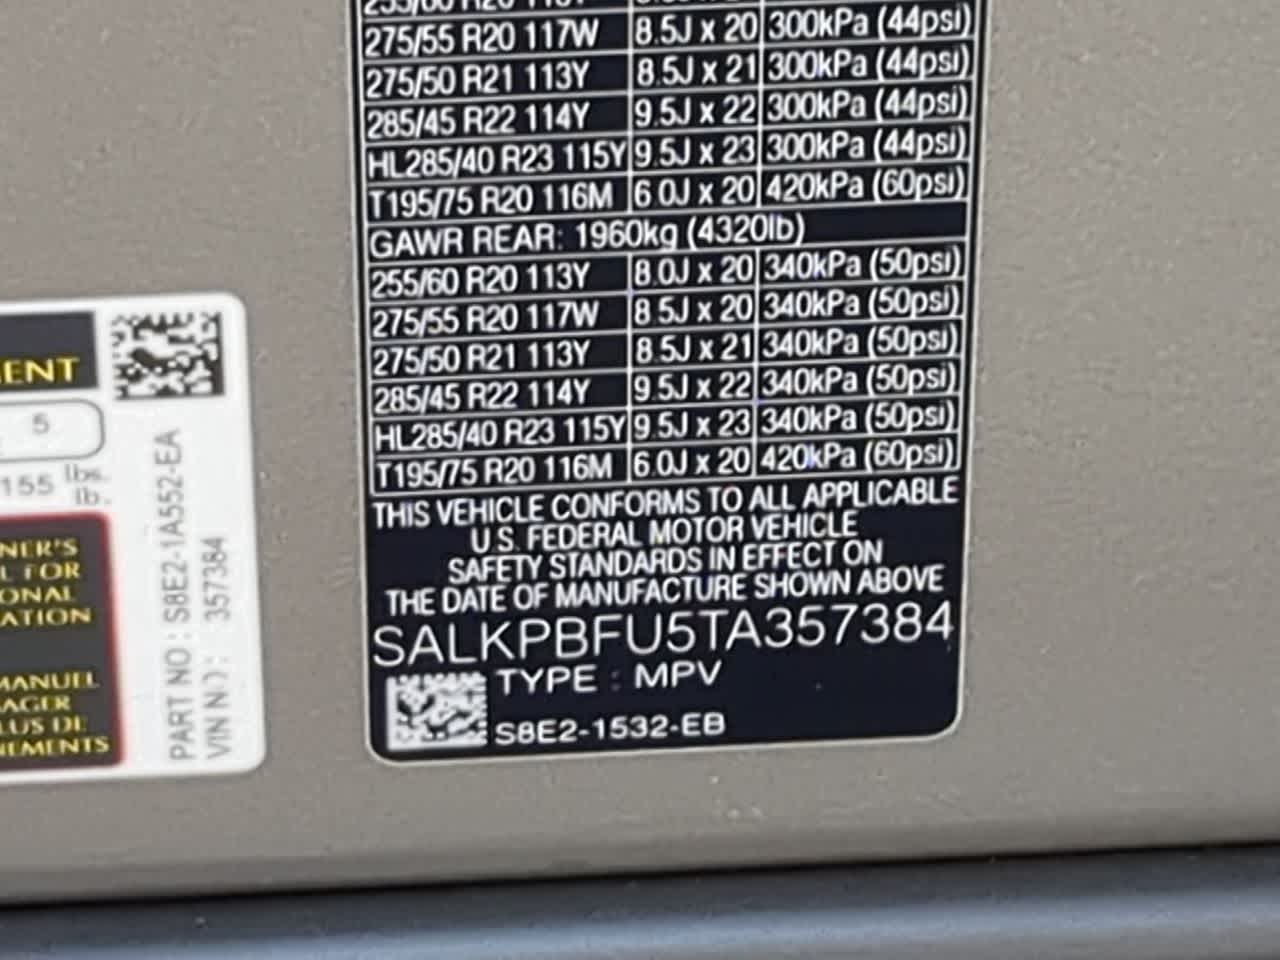 255/60 R20 113Y
275/55 R20 117W 8.5J x 20 300kPa (44psi)
275/50 R21 113Y 8.5J x 21 300kPa (44psi)
285/45 R22 114Y 9.5J x 22 300kPa (44psi)
HL285/40 R23 115Y 9.5J x 23 300kPa (44psi)
T195/75 R20 116M 6.0J x 20 420kPa (60psi)
GAWR REAR: 1960kg (4320lb)
255/60 R20 113Y 8.0J x 20 340kPa (50psi)
275/55 R20 117W 8.5J x 20 340kPa (50psi)
275/50 R21 113Y 8.5J x 21 340kPa (50psi)
285/45 R22 114Y 9.5J x 22 340kPa (50psi)
HL285/40 R23 115Y 9.5J x 23 340kPa (50psi)
T195/75 R20 116M 6.0J x 20 420kPa (60psi)
THIS VEHICLE CONFORMS TO ALL APPLICABLE
U.S. FEDERAL MOTOR VEHICLE
SAFETY STANDARDS IN EFFECT ON
THE DATE OF MANUFACTURE SHOWN ABOVE
SALKPBFU5TA357384
TYPE : MPV
S8E2-1532-EB
ENT
5
155 lbs.
lb.
NER'S
L FOR
ONAL
ATION
MANUEL
AGER
LUS DE
NEMENTS
PART NO : S8E2-1A552-EA
VIN NO : 357384